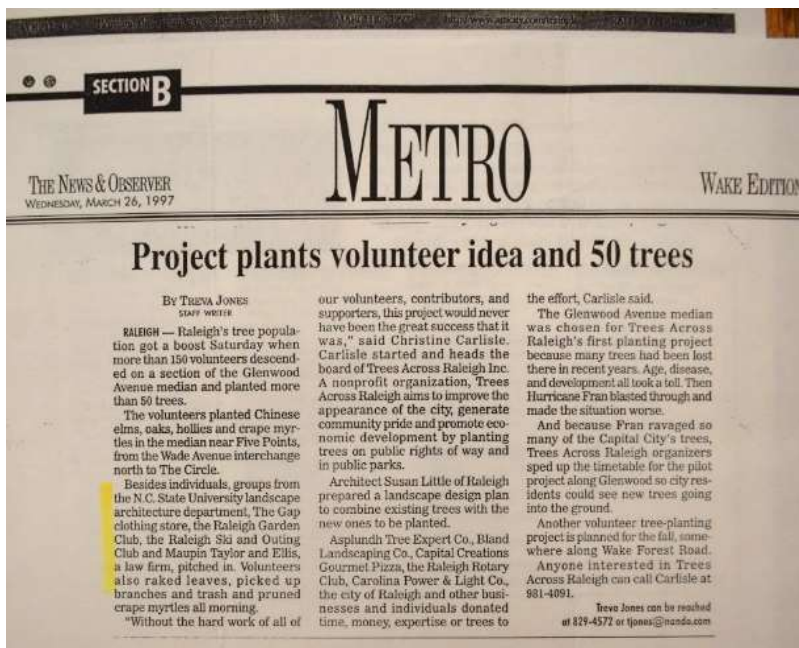 SECTION B
METRO
THE NEWS & OBSERVER
WEDNESDAY, MARCH 26, 1997
WAKE EDITION
Project plants volunteer idea and 50 trees
BY TREVA JONES
STAFF WRITER
RALEIGH — Raleigh's tree popula-
tion got a boost Saturday when
more than 150 volunteers descend-
ed on a section of the Glenwood
Avenue median and planted more
than 50 trees.
The volunteers planted Chinese
elms, oaks, hollies and crape myr-
tles in the median near Five Points,
from the Wade Avenue interchange
north to The Circle.
Besides individuals, groups from
the N.C. State University landscape
architecture department, The Gap
clothing store, the Raleigh Garden
Club, the Raleigh Ski and Outing
Club and Maupin Taylor and Ellis,
a law firm, pitched in. Volunteers
also raked leaves, picked up
branches and trash and pruned
crape myrtles all morning.
"Without the hard work of all of
our volunteers, contributors, and
supporters, this project would never
have been the great success that it
was," said Christine Carlisle.
Carlisle started and heads the
board of Trees Across Raleigh Inc.
A nonprofit organization, Trees
Across Raleigh aims to improve the
appearance of the city, generate
community pride and promote eco-
nomic development by planting
trees on public rights of way and
in public parks.
Architect Susan Little of Raleigh
prepared a landscape design plan
to combine existing trees with the
new ones to be planted.
Asplundh Tree Expert Co., Bland
Landscaping Co., Capital Creations
Gourmet Pizza, the Raleigh Rotary
Club, Carolina Power & Light Co.,
the city of Raleigh and other busi-
nesses and individuals donated
time, money, expertise or trees to
the effort, Carlisle said.
The Glenwood Avenue median
was chosen for Trees Across
Raleigh's first planting project
because many trees had been lost
there in recent years. Age, disease,
and development all took a toll. Then
Hurricane Fran blasted through and
made the situation worse.
And because Fran ravaged so
many of the Capital City's trees,
Trees Across Raleigh organizers
sped up the timetable for the pilot
project along Glenwood so city res-
idents could see new trees going
into the ground.
Another volunteer tree-planting
project is planned for the fall, some-
where along Wake Forest Road.
Anyone interested in Trees
Across Raleigh can call Carlisle at
981-4091.
Treva Jones can be reached
at 829-4572 or tjones@nando.com